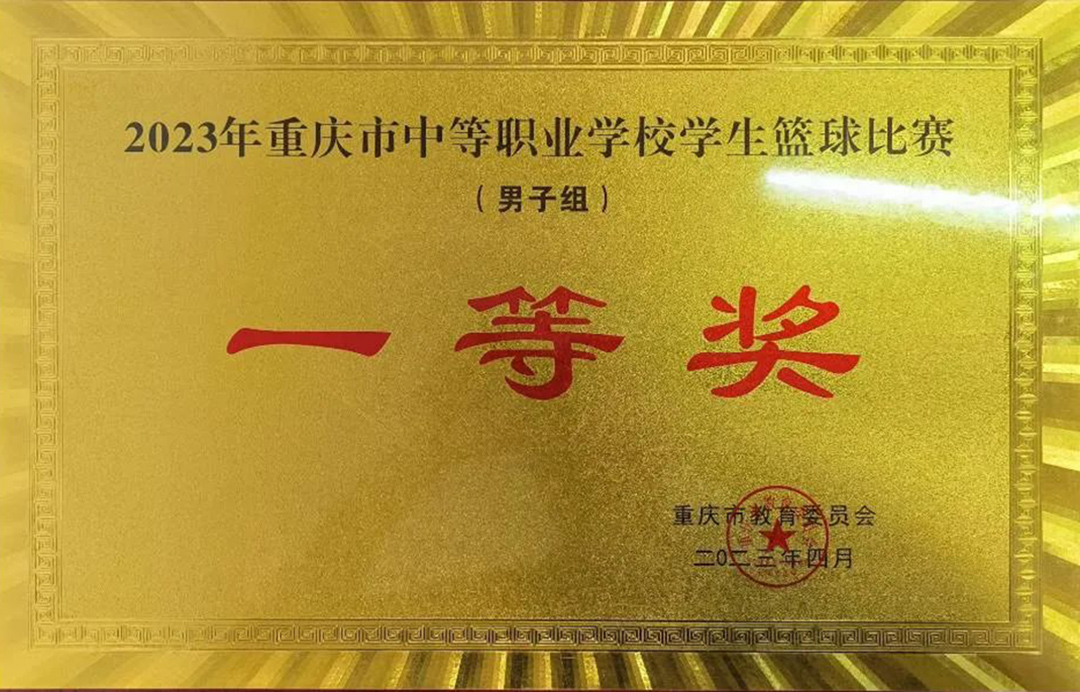 2023年重庆市中等职业学校学生篮球比赛
（男子组）
一等奖
重庆市教育委员会
二0二三年四月